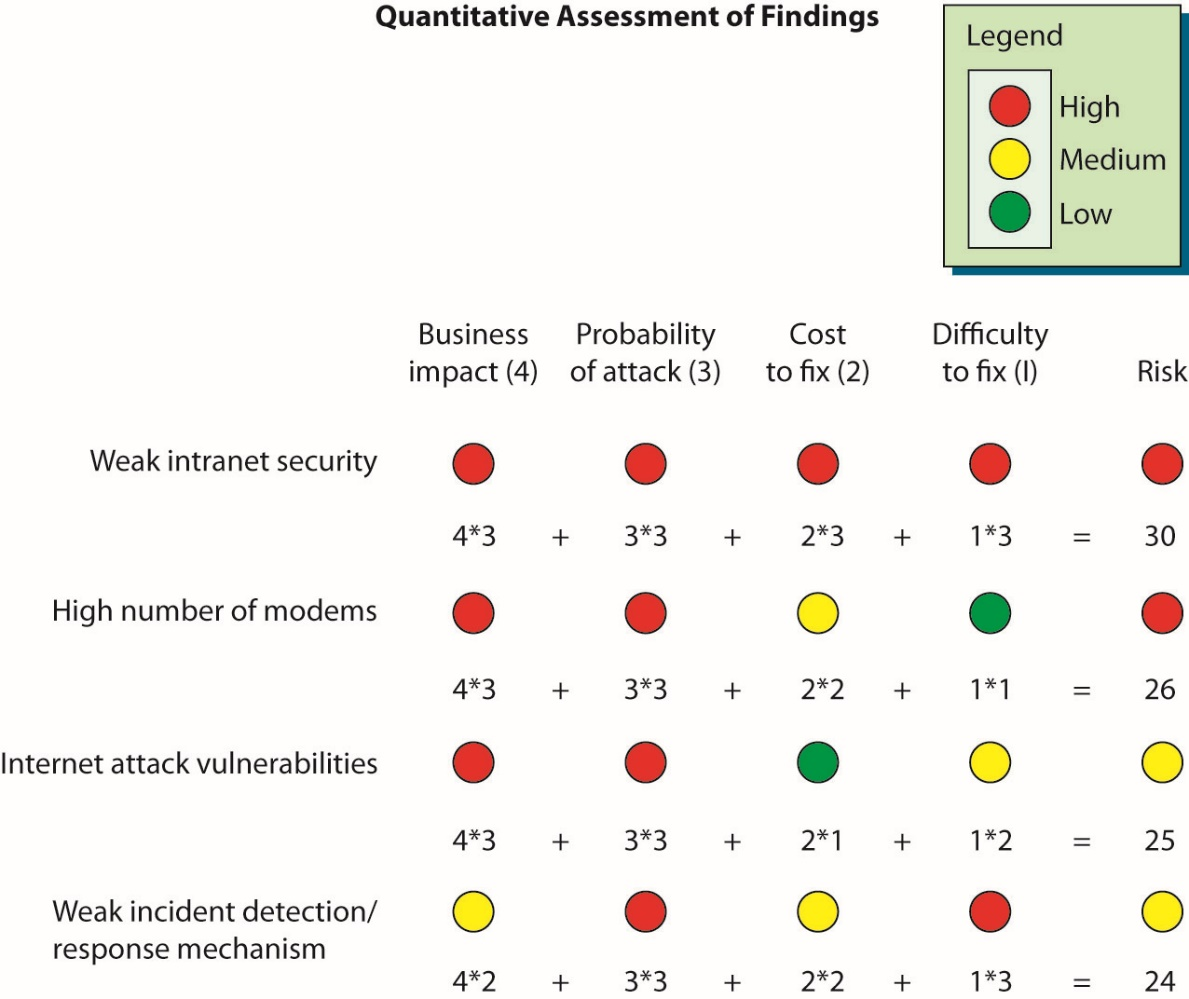 Quantitative Assessment of Findings
Legend
High
Medium
Low
Business Probability Cost Difficulty
impact (4) of attack (3) to fix (2) to fix (I) Risk
Weak intranet security
4*3 + 3*3 + 2*3 + 1*3 = 30
High number of modems
4*3 + 3*3 + 2*2 + 1*1 = 26
Internet attack vulnerabilities
4*3 + 3*3 + 2*1 + 1*2 = 25
Weak incident detection/
response mechanism
4*2 + 3*3 + 2*2 + 1*3 = 24